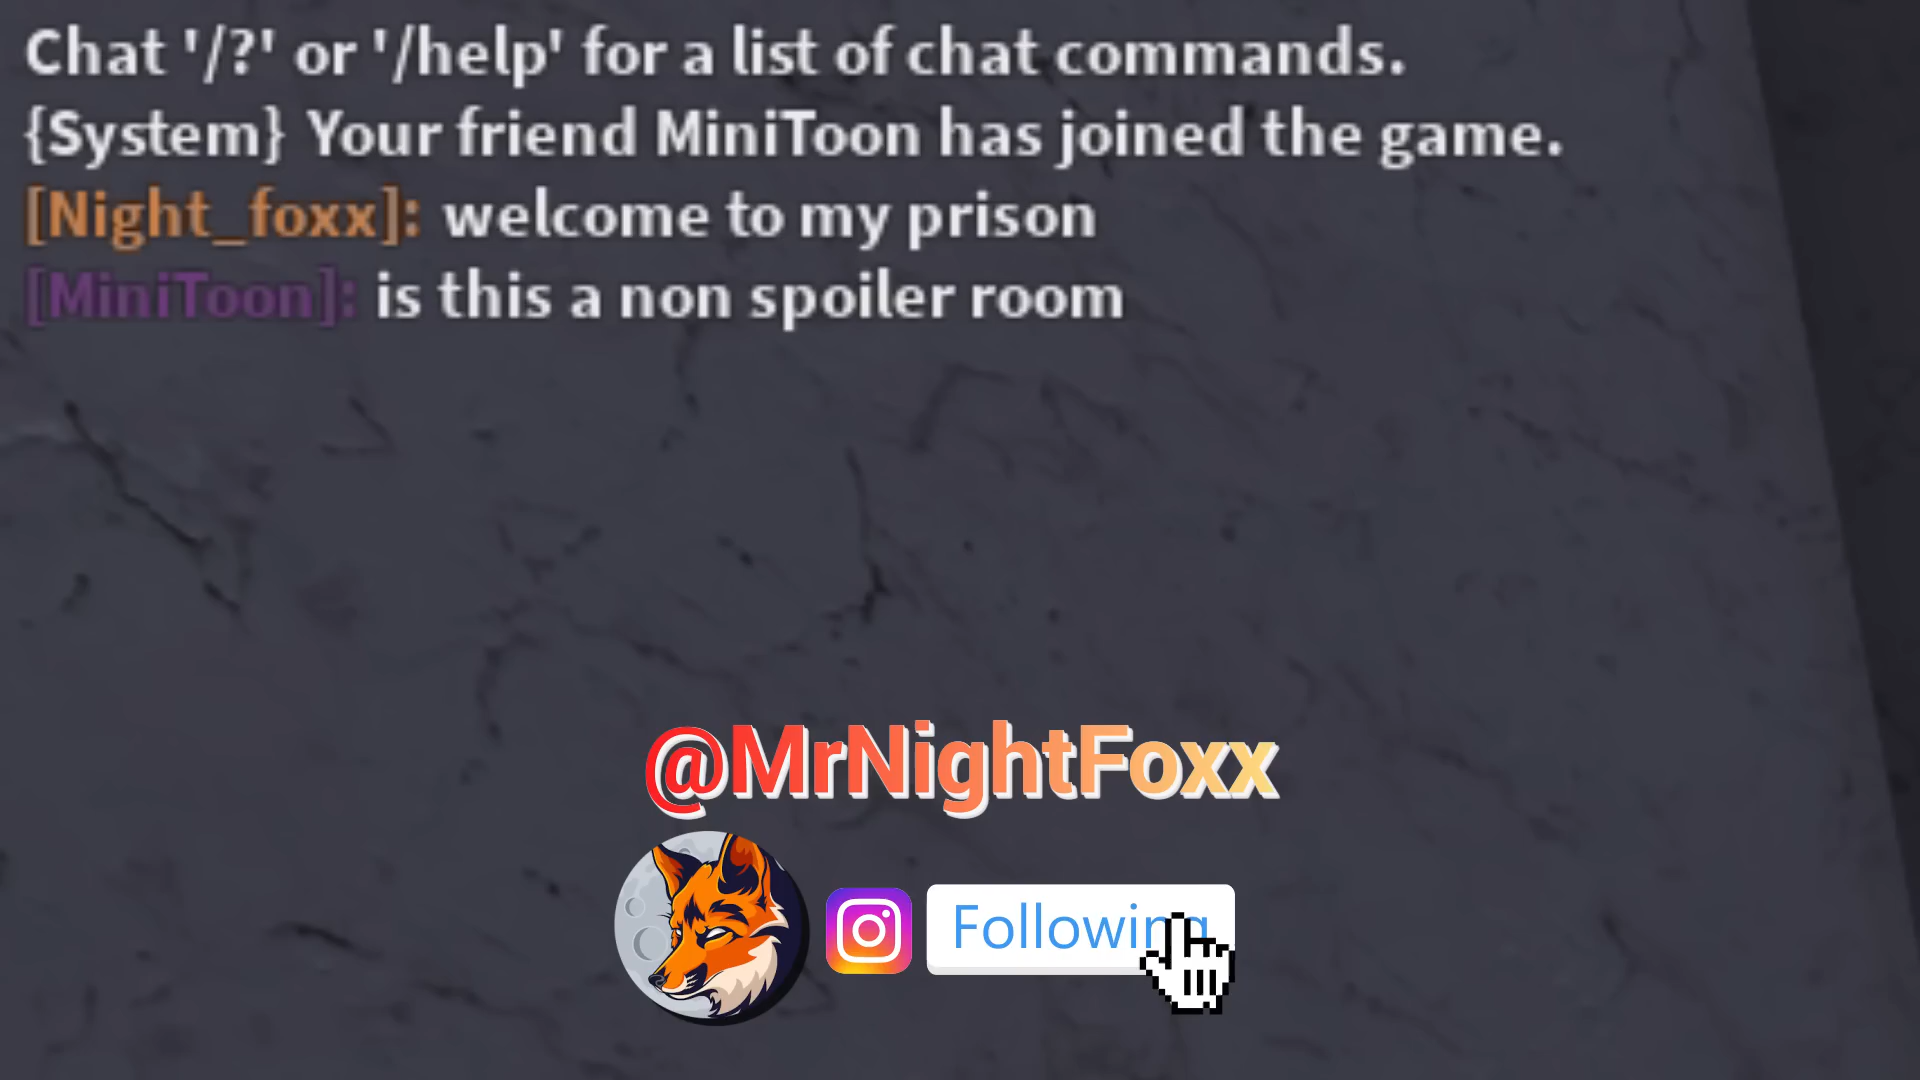 Chat '/?' or '/help' for a list of chat commands.
{System} Your friend MiniToon has joined the game.
[Night_foxx]: welcome to my prison
[MiniToon]: is this a non spoiler room
@MrNightFoxx
Following